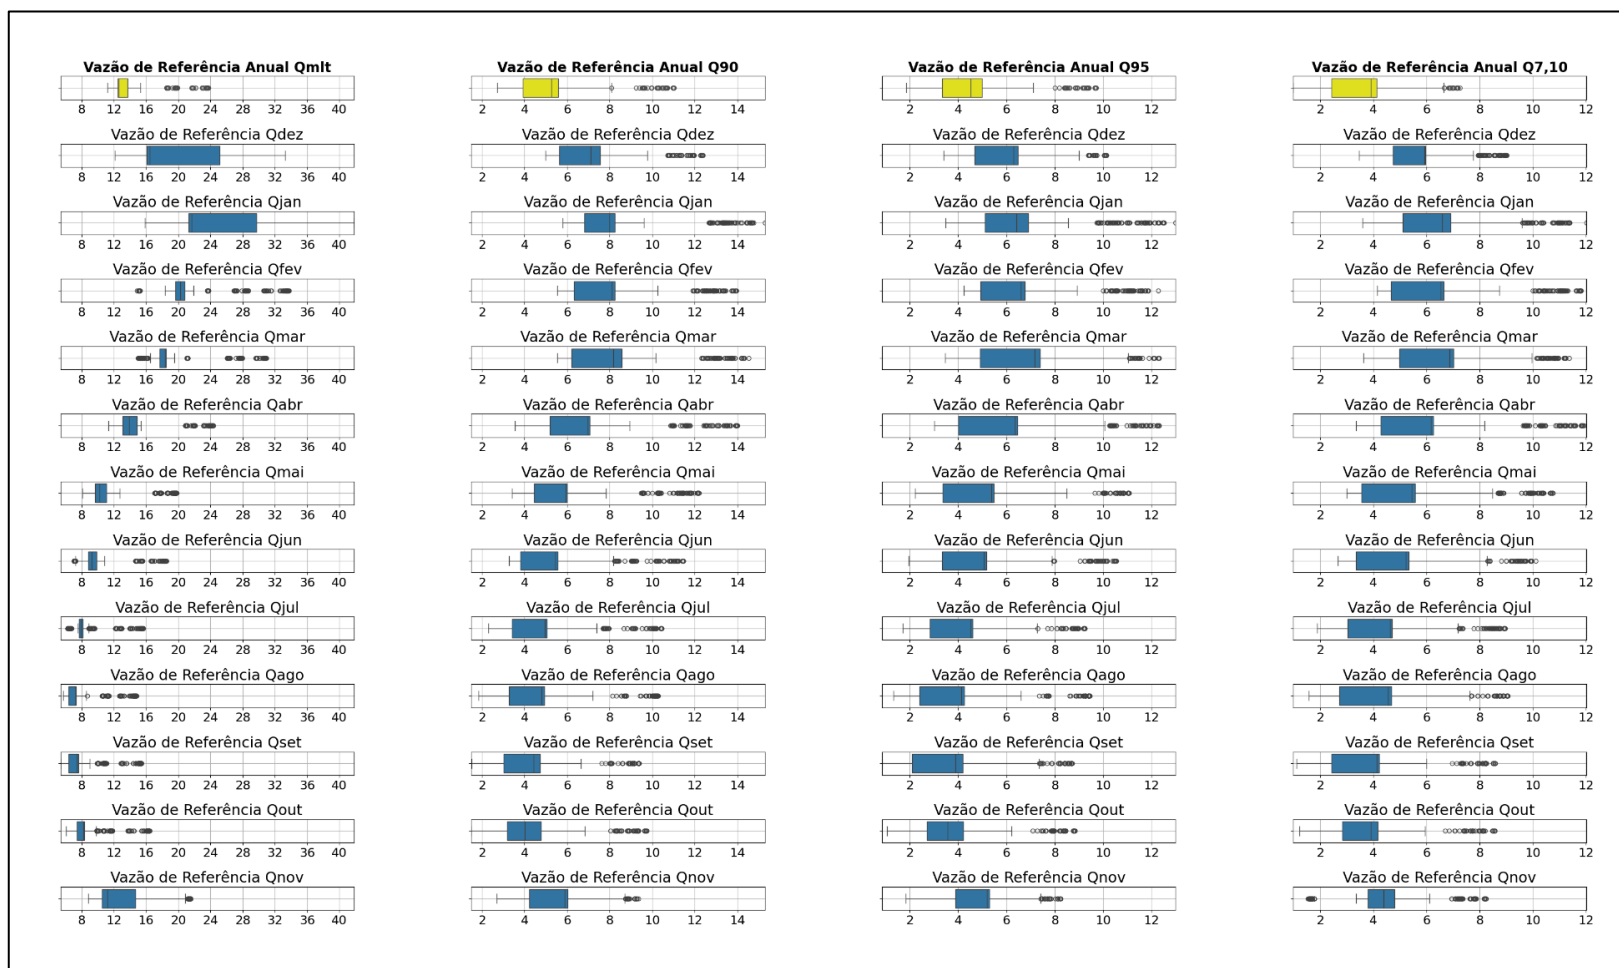 Vazão de Referência Anual Qmlt Vazão de Referência Anual Q90 Vazão de Referência Anual Q95 Vazão de Referência Anual Q7,10
8 12 16 20 24 28 32 36 40 2 4 6 8 10 12 14 2 4 6 8 10 12 2 4 6 8 10 12
Vazão de Referência Qdez Vazão de Referência Qdez Vazão de Referência Qdez Vazão de Referência Qdez
8 12 16 20 24 28 32 36 40 2 4 6 8 10 12 14 2 4 6 8 10 12 2 4 6 8 10 12
Vazão de Referência Qjan Vazão de Referência Qjan Vazão de Referência Qjan Vazão de Referência Qjan
8 12 16 20 24 28 32 36 40 2 4 6 8 10 12 14 2 4 6 8 10 12 2 4 6 8 10 12
Vazão de Referência Qfev Vazão de Referência Qfev Vazão de Referência Qfev Vazão de Referência Qfev
8 12 16 20 24 28 32 36 40 2 4 6 8 10 12 14 2 4 6 8 10 12 2 4 6 8 10 12
Vazão de Referência Qmar Vazão de Referência Qmar Vazão de Referência Qmar Vazão de Referência Qmar
8 12 16 20 24 28 32 36 40 2 4 6 8 10 12 14 2 4 6 8 10 12 2 4 6 8 10 12
Vazão de Referência Qabr Vazão de Referência Qabr Vazão de Referência Qabr Vazão de Referência Qabr
8 12 16 20 24 28 32 36 40 2 4 6 8 10 12 14 2 4 6 8 10 12 2 4 6 8 10 12
Vazão de Referência Qmai Vazão de Referência Qmai Vazão de Referência Qmai Vazão de Referência Qmai
8 12 16 20 24 28 32 36 40 2 4 6 8 10 12 14 2 4 6 8 10 12 2 4 6 8 10 12
Vazão de Referência Qjun Vazão de Referência Qjun Vazão de Referência Qjun Vazão de Referência Qjun
8 12 16 20 24 28 32 36 40 2 4 6 8 10 12 14 2 4 6 8 10 12 2 4 6 8 10 12
Vazão de Referência Qjul Vazão de Referência Qjul Vazão de Referência Qjul Vazão de Referência Qjul
8 12 16 20 24 28 32 36 40 2 4 6 8 10 12 14 2 4 6 8 10 12 2 4 6 8 10 12
Vazão de Referência Qago Vazão de Referência Qago Vazão de Referência Qago Vazão de Referência Qago
8 12 16 20 24 28 32 36 40 2 4 6 8 10 12 14 2 4 6 8 10 12 2 4 6 8 10 12
Vazão de Referência Qset Vazão de Referência Qset Vazão de Referência Qset Vazão de Referência Qset
8 12 16 20 24 28 32 36 40 2 4 6 8 10 12 14 2 4 6 8 10 12 2 4 6 8 10 12
Vazão de Referência Qout Vazão de Referência Qout Vazão de Referência Qout Vazão de Referência Qout
8 12 16 20 24 28 32 36 40 2 4 6 8 10 12 14 2 4 6 8 10 12 2 4 6 8 10 12
Vazão de Referência Qnov Vazão de Referência Qnov Vazão de Referência Qnov Vazão de Referência Qnov
8 12 16 20 24 28 32 36 40 2 4 6 8 10 12 14 2 4 6 8 10 12 2 4 6 8 10 12